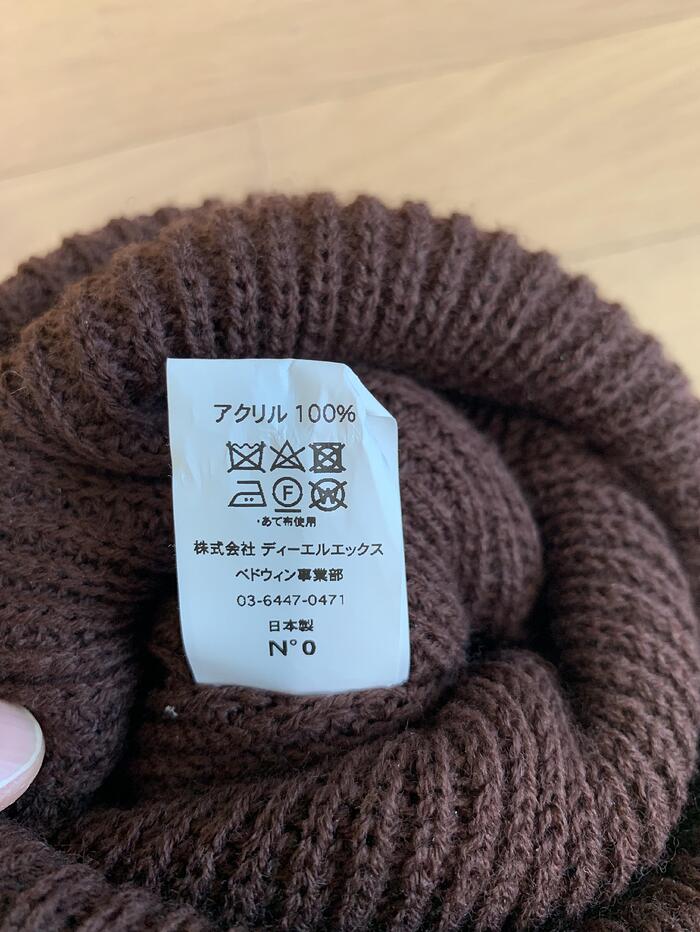 アクリル 100%
F W
・あて布使用
株式会社 ディーエルエックス
ベドウィン事業部
03-6447-0471
日本製
N°0